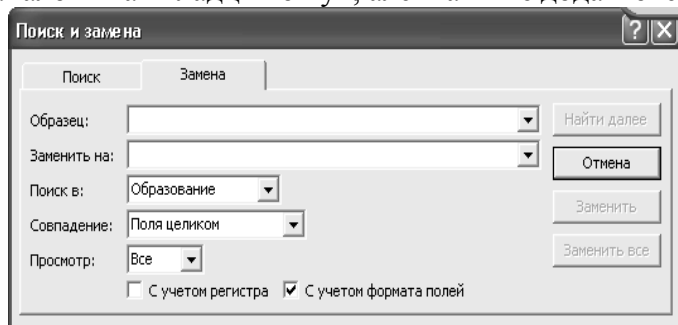 Поиск и замена
Поиск Замена
Образец: Найти далее
Заменить на: Отмена
Поиск в: Образование
Заменить
Совпадение: Поля целиком
Просмотр: Все Заменить все
С учетом регистра С учетом формата полей